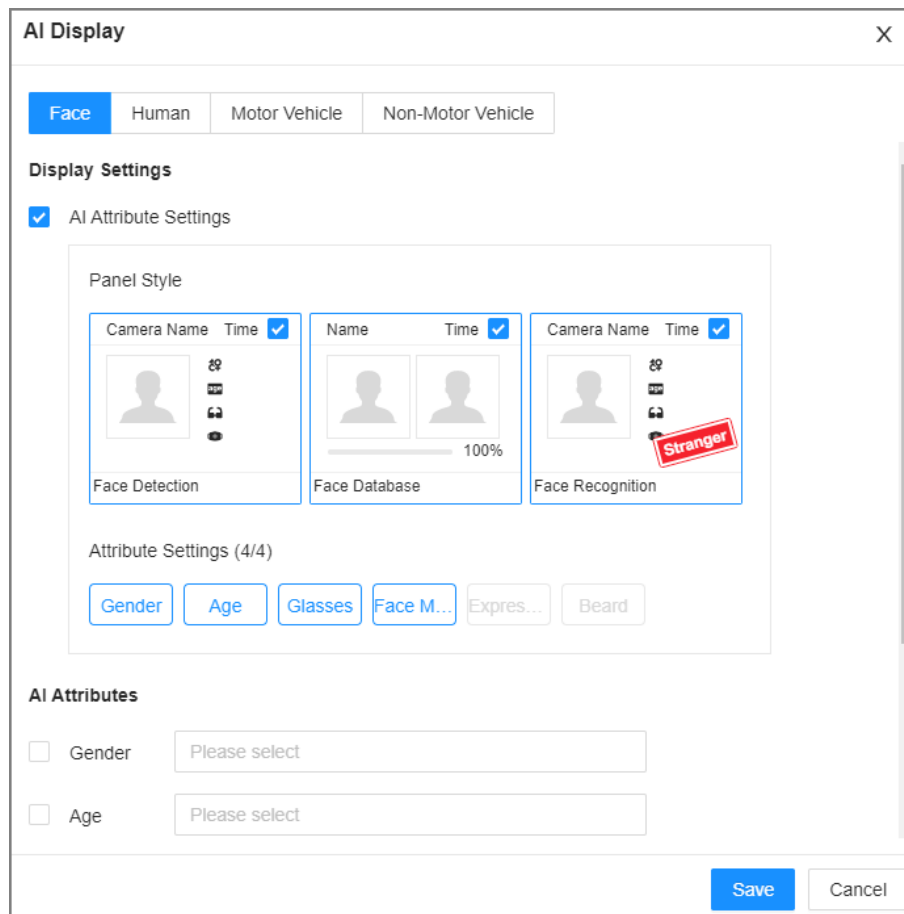 AI Display X
Face Human Motor Vehicle Non-Motor Vehicle
Display Settings
AI Attribute Settings
Panel Style
Camera Name Time Name Time Camera Name Time
age age
100% Stranger
Face Detection Face Database Face Recognition
Attribute Settings (4/4)
Gender Age Glasses Face M... Expres... Beard
AI Attributes
Gender Please select
Age Please select
Save Cancel